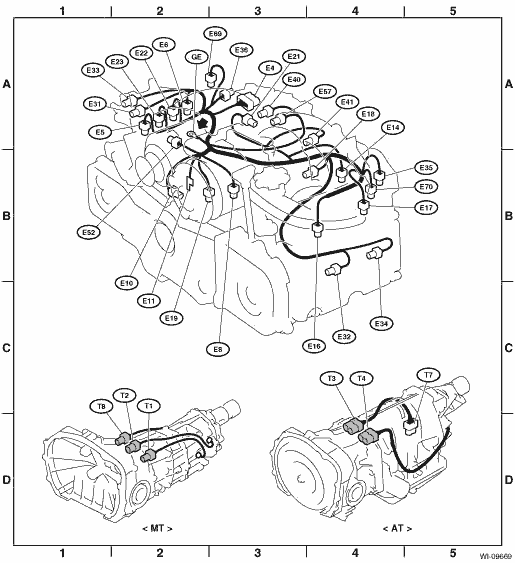 1 2 3 4 5
E69
E6 GE E36
E22 E21
E23 E4
A E33 E40 A
E57
E31 E41
E18
E5 E14
E35
E70
B B
E17
E52
E10
E11
E19
E32 E34
C E8 E16 C
T3 T4 T7
T2
T8 T1
D D
< MT > < AT >
1 2 3 4 5
WI-09669